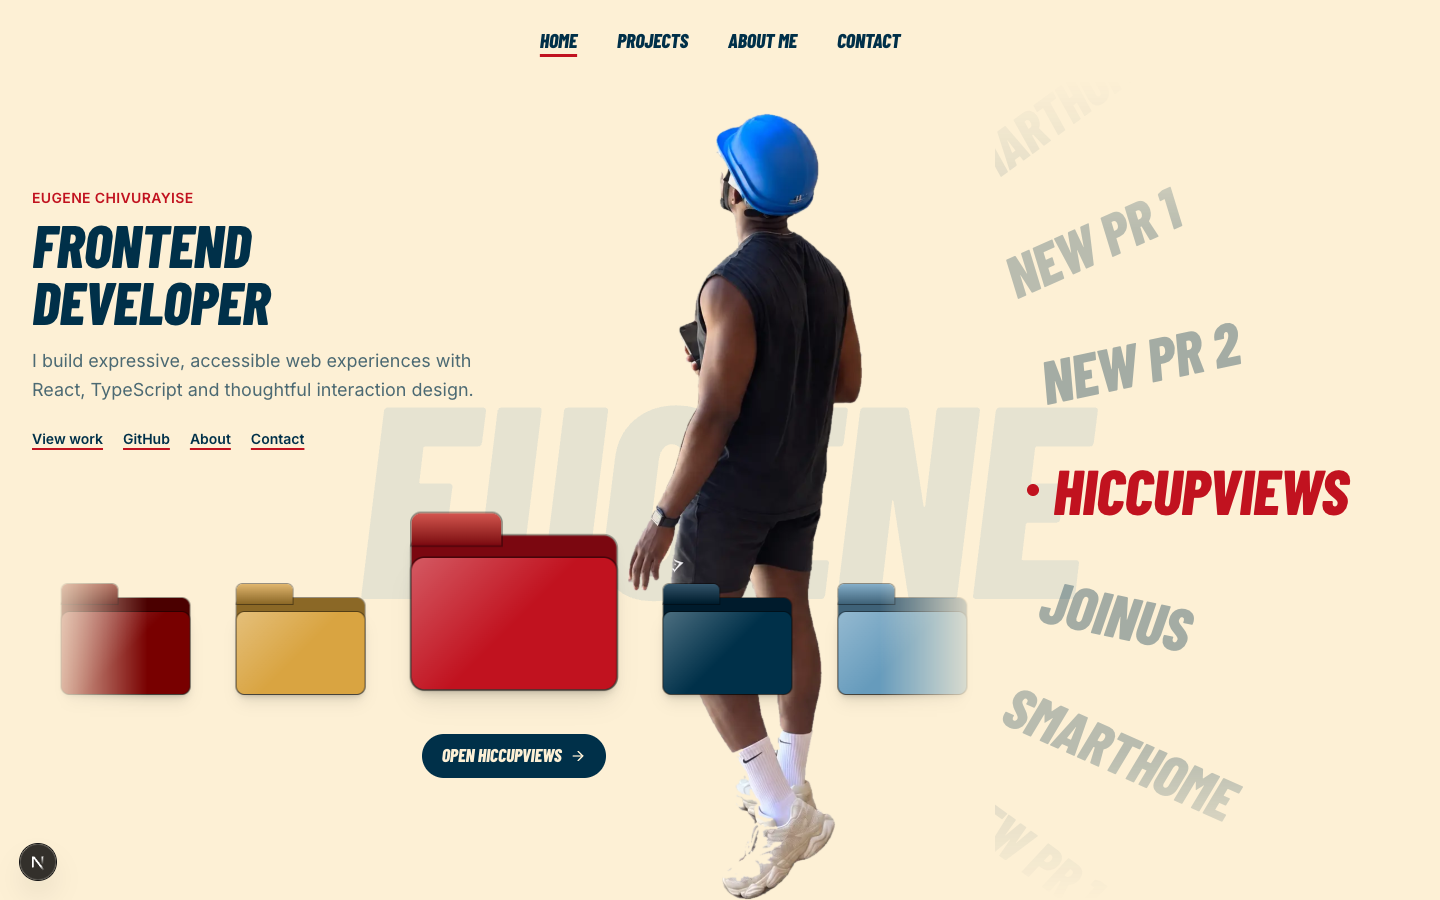 HOME PROJECTS ABOUT ME CONTACT
EUGENE CHIVURAYISE
FRONTEND
DEVELOPER
I build expressive, accessible web experiences with
React, TypeScript and thoughtful interaction design.
View work GitHub About Contact
NEW PR 1
NEW PR 2
HICCUPVIEWS
JOINUS
SMARTHOME
OPEN HICCUPVIEWS →
N